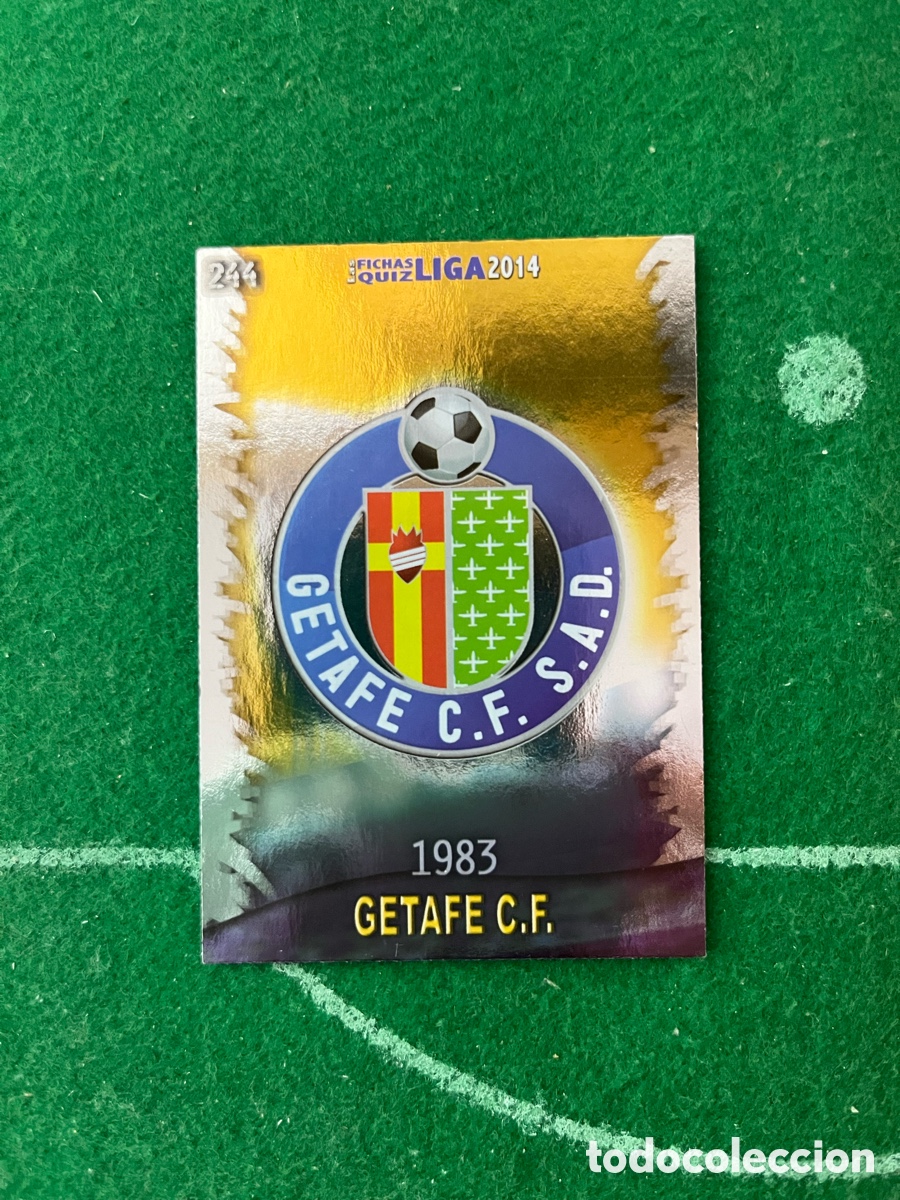 244
LAS FICHAS QUIZ LIGA 2014
GETAFE C.F. S.A.D.
1983
GETAFE C.F.
todocoleccion